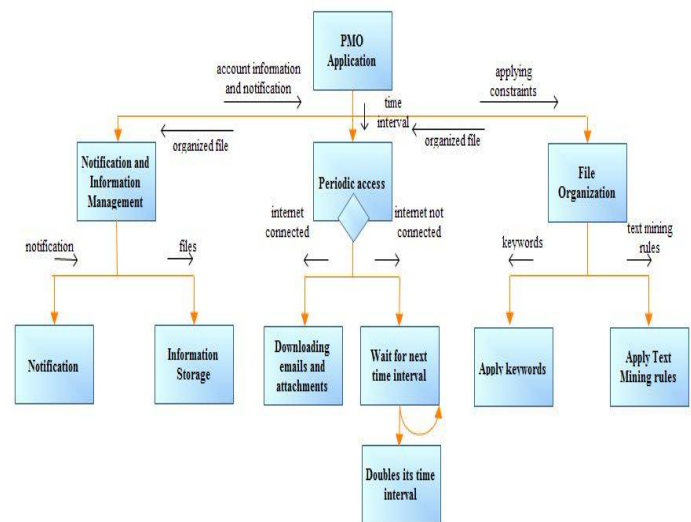 PMO
Application
account information
and notification
applying
constraints
time
interval
organized file
organized file
Notification and
Information
Management
Periodic access
File
Organization
internet
connected
internet not
connected
notification
files
keywords
text mining
rules
Notification
Information
Storage
Downloading
emails and
attachments
Wait for next
time interval
Apply keywords
Apply Text
Mining rules
Doubles its time
interval